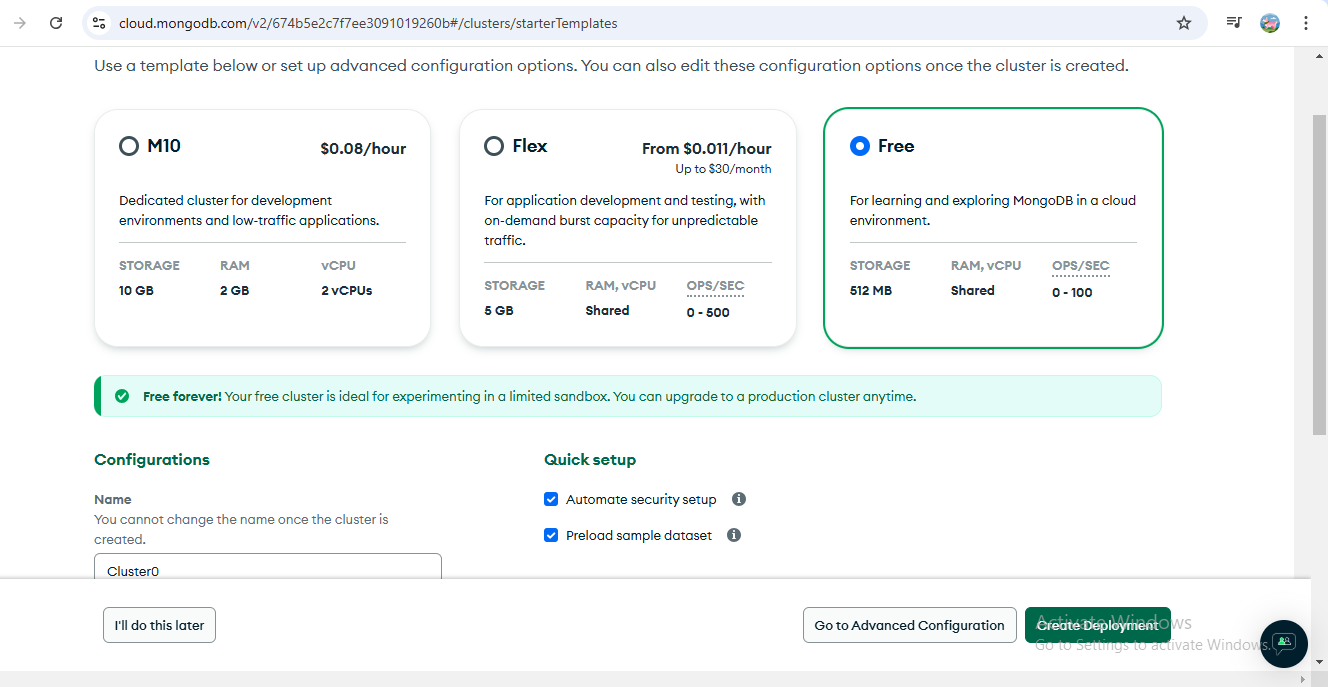 cloud.mongodb.com/v2/674b5e2c7f7ee3091019260b#/clusters/starterTemplates
Use a template below or set up advanced configuration options. You can also edit these configuration options once the cluster is created.
M10
$0.08/hour
Dedicated cluster for development
environments and low-traffic applications.
STORAGE RAM vCPU
10 GB 2 GB 2 vCPUs
Flex
From $0.011/hour
Up to $30/month
For application development and testing, with
on-demand burst capacity for unpredictable
traffic.
STORAGE RAM, vCPU OPS/SEC
5 GB Shared 0 - 500
Free
For learning and exploring MongoDB in a cloud
environment.
STORAGE RAM, vCPU OPS/SEC
512 MB Shared 0 - 100
Free forever! Your free cluster is ideal for experimenting in a limited sandbox. You can upgrade to a production cluster anytime.
Configurations
Name
You cannot change the name once the cluster is
created.
Cluster0
Quick setup
Automate security setup
Preload sample dataset
I'll do this later
Go to Advanced Configuration
Create Deployment
Activate Windows
Go to Settings to activate Windows.